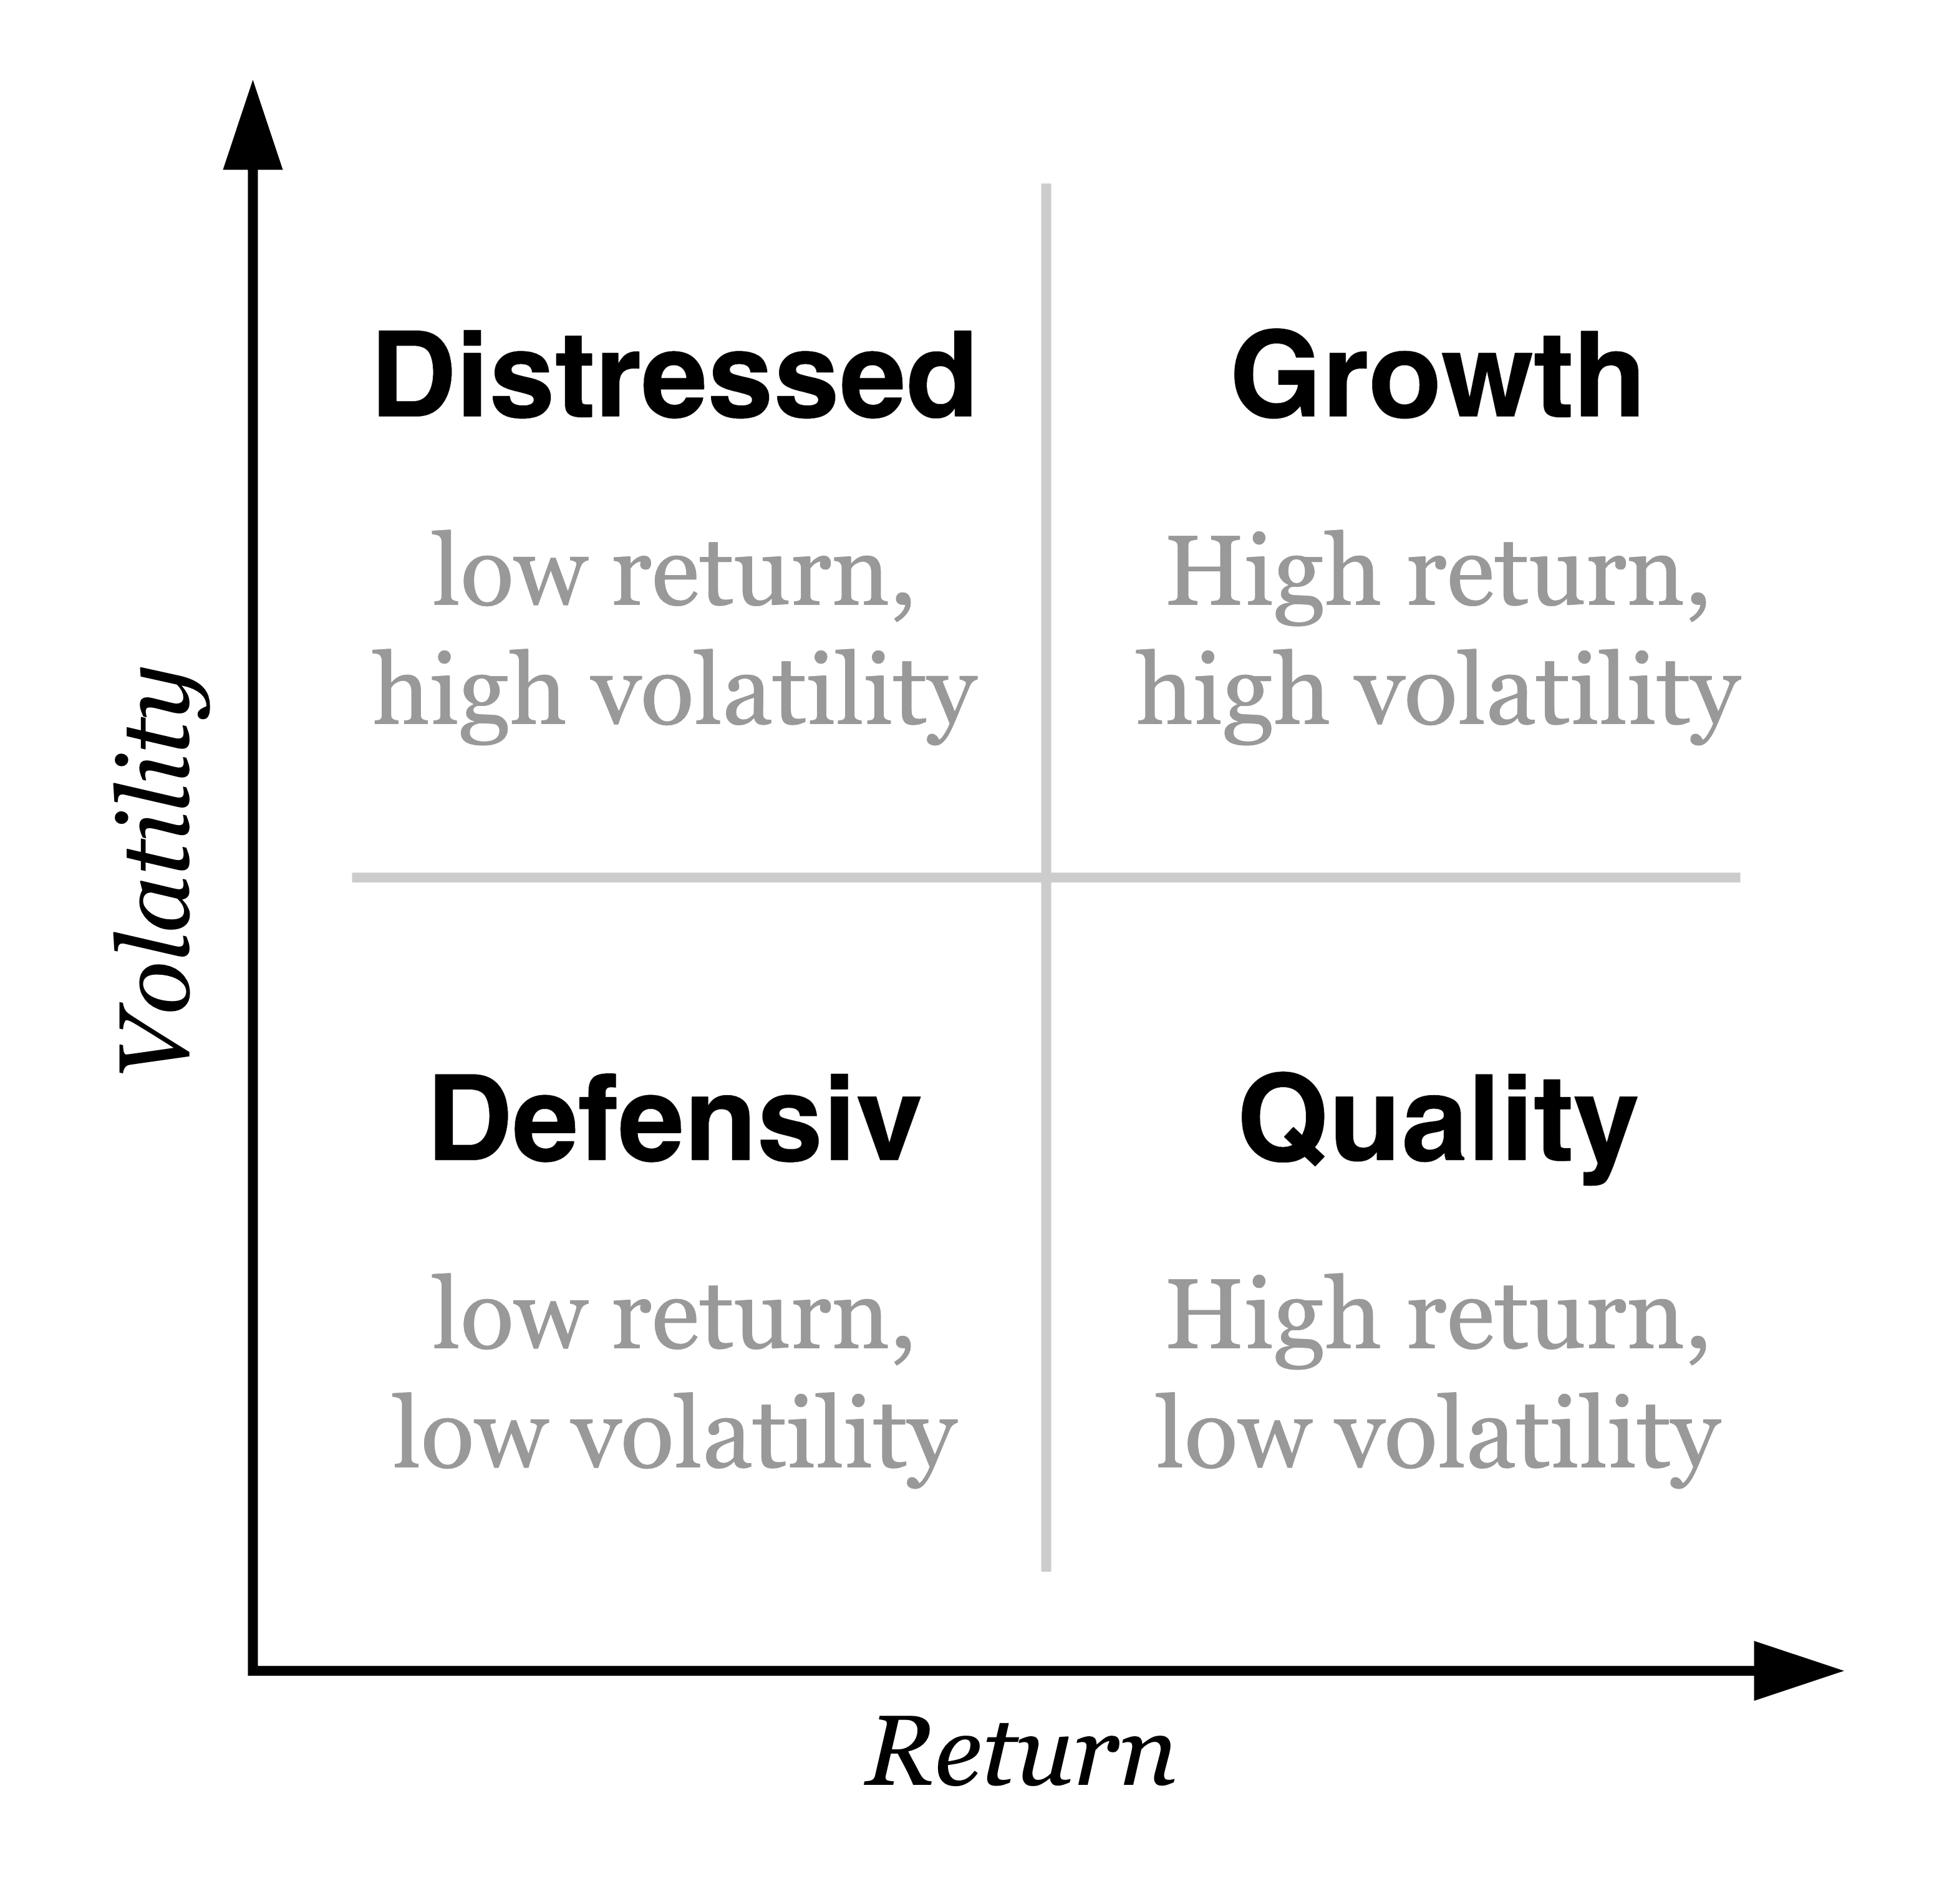 Volatility
Distressed
low return,
high volatility
Growth
High return,
high volatility
Defensiv
low return,
low volatility
Quality
High return,
low volatility
Return